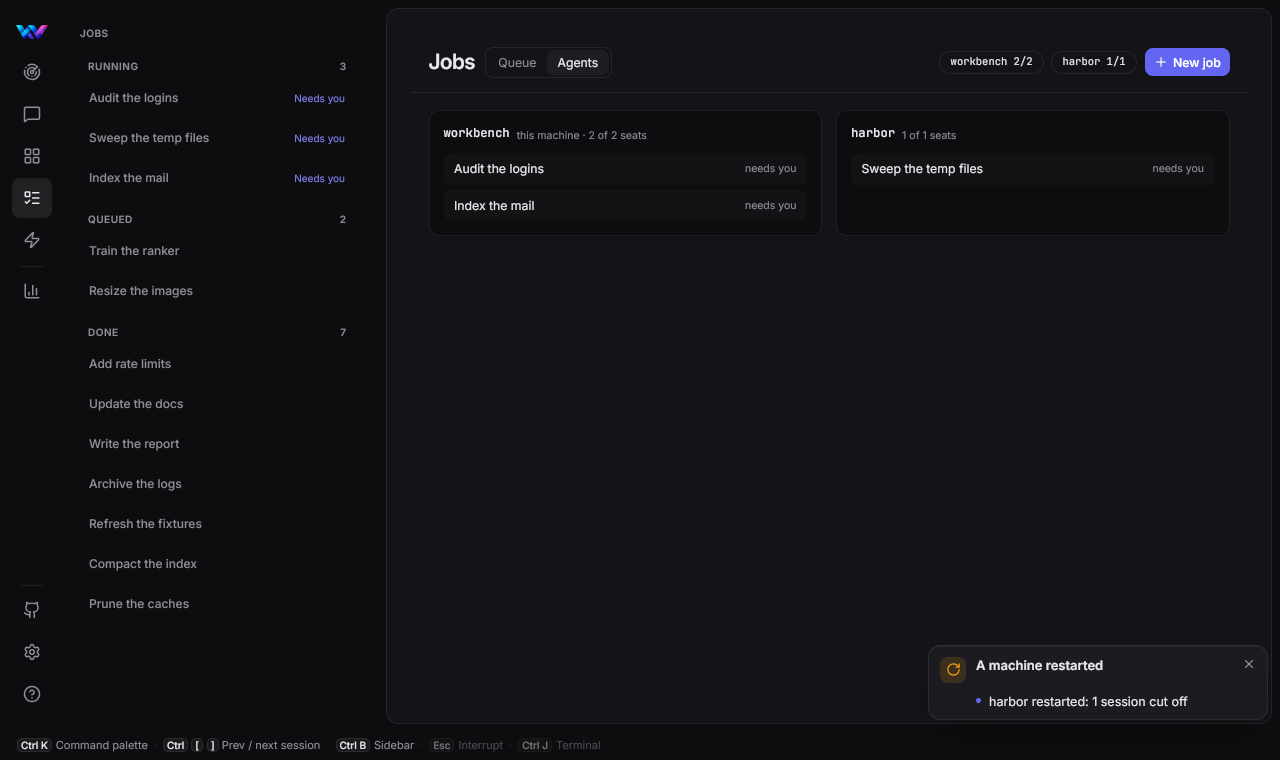 JOBS
RUNNING 3
Audit the logins Needs you
Sweep the temp files Needs you
Index the mail Needs you
QUEUED 2
Train the ranker
Resize the images
DONE 7
Add rate limits
Update the docs
Write the report
Archive the logs
Refresh the fixtures
Compact the index
Prune the caches
Jobs Queue Agents workbench 2/2 harbor 1/1 + New job
workbench this machine · 2 of 2 seats
Audit the logins needs you
Index the mail needs you
harbor 1 of 1 seats
Sweep the temp files needs you
A machine restarted
harbor restarted: 1 session cut off
Ctrl K Command palette · Ctrl [ ] Prev / next session · Ctrl B Sidebar · Esc Interrupt · Ctrl J Terminal